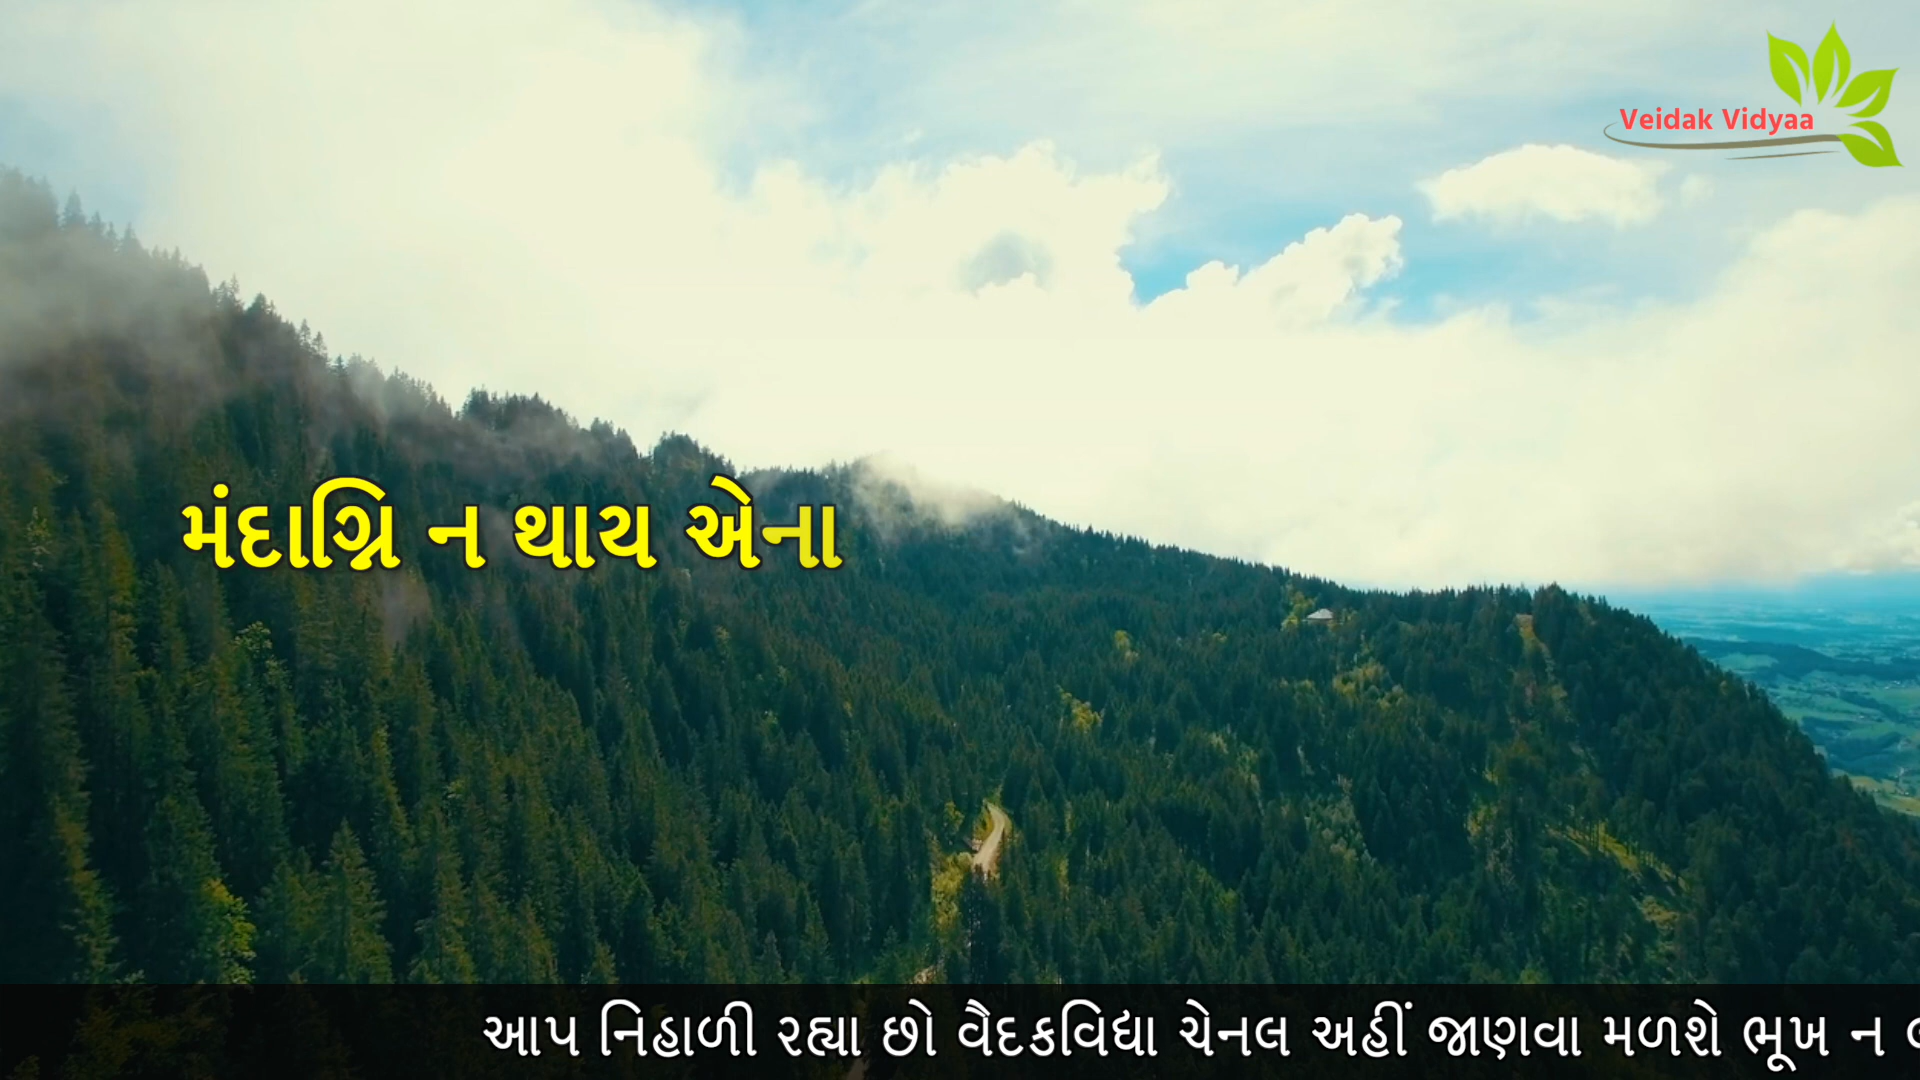 Veidak Vidyaa
મંદાગ્નિ ન થાય એના
આપ નિહાળી રહ્યા છો વૈદકવિદ્યા ચેનલ અહીં જાણવા મળશે ભૂખ ન